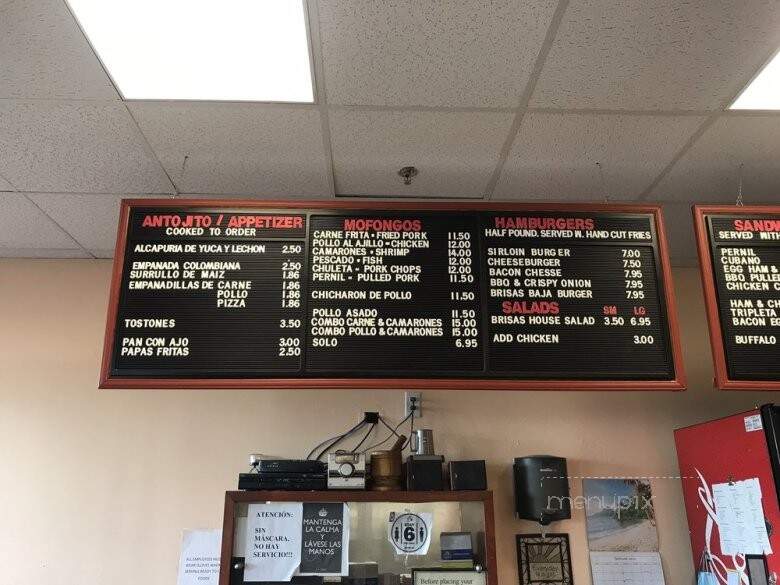 ANTOJITO / APPETIZER
COOKED TO ORDER
ALCAPURIA DE YUCA Y LECHON 2.50
EMPANADA COLOMBIANA 2.50
SURRULLO DE MAIZ 1.86
EMPANADILLAS DE CARNE 1.86
POLLO 1.86
PIZZA 1.86
TOSTONES 3.50
PAN CON AJO 3.00
PAPAS FRITAS 2.50
MOFONGOS
CARNE FRITA • FRIED PORK 11.50
POLLO AL AJILLO • CHICKEN 12.00
CAMARONES • SHRIMP 14.00
PESCADO • FISH 12.00
CHULETA • PORK CHOPS 12.00
PERNIL • PULLED PORK 11.50
CHICHARON DE POLLO 11.50
POLLO ASADO 11.50
COMBO CARNE & CAMARONES 15.00
COMBO POLLO & CAMARONES 15.00
SOLO 6.95
HAMBURGERS
HALF POUND, SERVED W. HAND CUT FRIES
SIRLOIN BURGER 7.00
CHEESEBURGER 7.50
BACON CHESSE 7.95
BBQ & CRISPY ONION 7.95
BRISAS BAJA BURGER 7.95
SALADS SM LG
BRISAS HOUSE SALAD 3.50 6.95
ADD CHICKEN 3.00
SANDW
SERVED WITH
PERNIL
CUBANO
EGG HAM &
BBQ PULLE
CHICKEN C
HAM & C
TRIPLETA
BACON EG
BUFFALO
menupix
ATENCIÓN:
SIN
MÁSCARA,
NO HAY
SERVICIO!!!
MANTENGA
LA CALMA
Y
LÁVESE LAS
MANOS
6
Before placing your